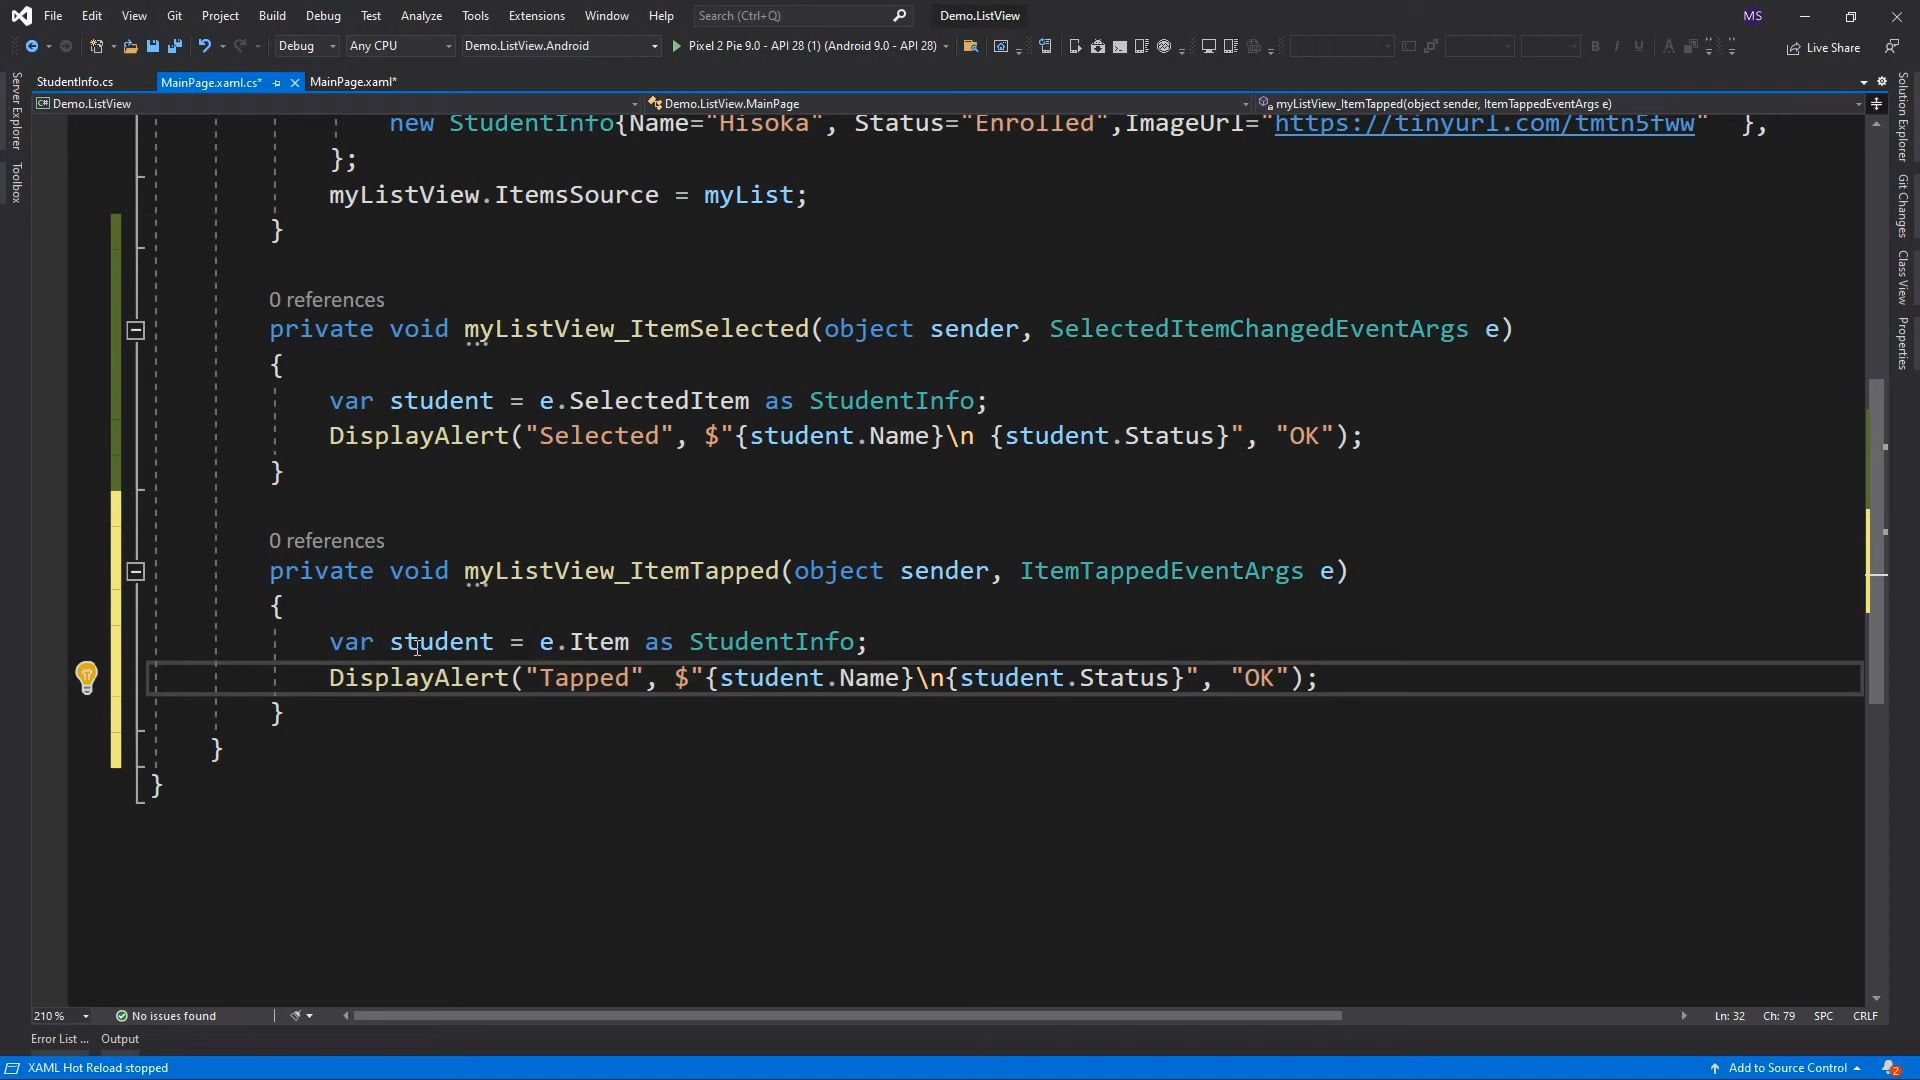 File Edit View Git Project Build Debug Test Analyze Tools Extensions Window Help Search (Ctrl+Q) Demo.ListView MS
Debug Any CPU Demo.ListView.Android Pixel 2 Pie 9.0 - API 28 (1) (Android 9.0 - API 28) Live Share
StudentInfo.cs MainPage.xaml.cs* MainPage.xaml*
Demo.ListView Demo.ListView.MainPage myListView_ItemTapped(object sender, ItemTappedEventArgs e)
new StudentInfo{Name="Hisoka", Status="Enrolled",ImageUrl="https://tinyurl.com/tmtn5fww" },
};
myListView.ItemsSource = myList;
}
0 references
private void myListView_ItemSelected(object sender, SelectedItemChangedEventArgs e)
{
var student = e.SelectedItem as StudentInfo;
DisplayAlert("Selected", $"{student.Name}\n {student.Status}", "OK");
}
0 references
private void myListView_ItemTapped(object sender, ItemTappedEventArgs e)
{
var student = e.Item as StudentInfo;
DisplayAlert("Tapped", $"{student.Name}\n{student.Status}", "OK");
}
}
}
Server Explorer
Toolbox
Solution Explorer
Git Changes
Class View
Properties
210 % No issues found Ln: 32 Ch: 79 SPC CRLF
Error List ... Output
XAML Hot Reload stopped Add to Source Control 2